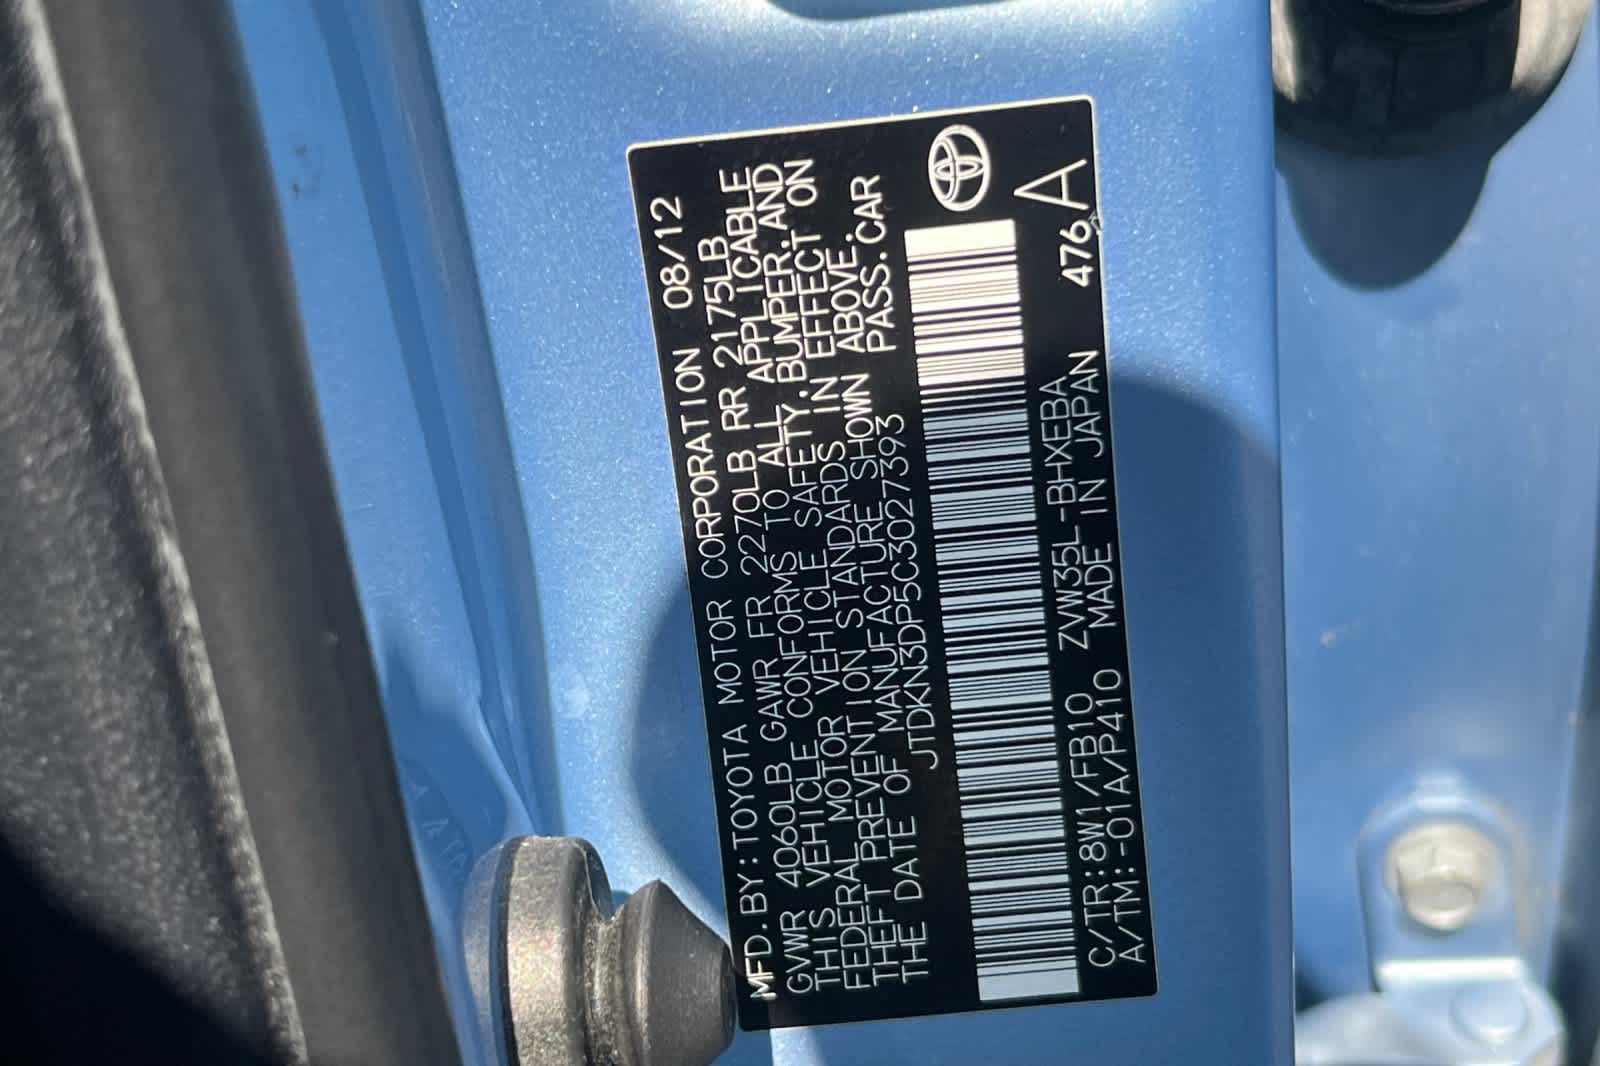 MFD.BY:TOYOTA MOTOR CORPORATION 08/12
GVWR 4060LB GAWR FR 2270LB RR 2175LB
THIS VEHICLE CONFORMS TO ALL APPLICABLE
FEDERAL MOTOR VEHICLE SAFETY,BUMPER,AND
THEFT PREVENTION STANDARDS IN EFFECT ON
THE DATE OF MANUFACTURE SHOWN ABOVE.
JTDKN3DP5C3027393 PASS.CAR
C/TR:8W1/FB10 ZVW35L-BHXEBA
A/TM:-01A/P410 MADE IN JAPAN
476 A